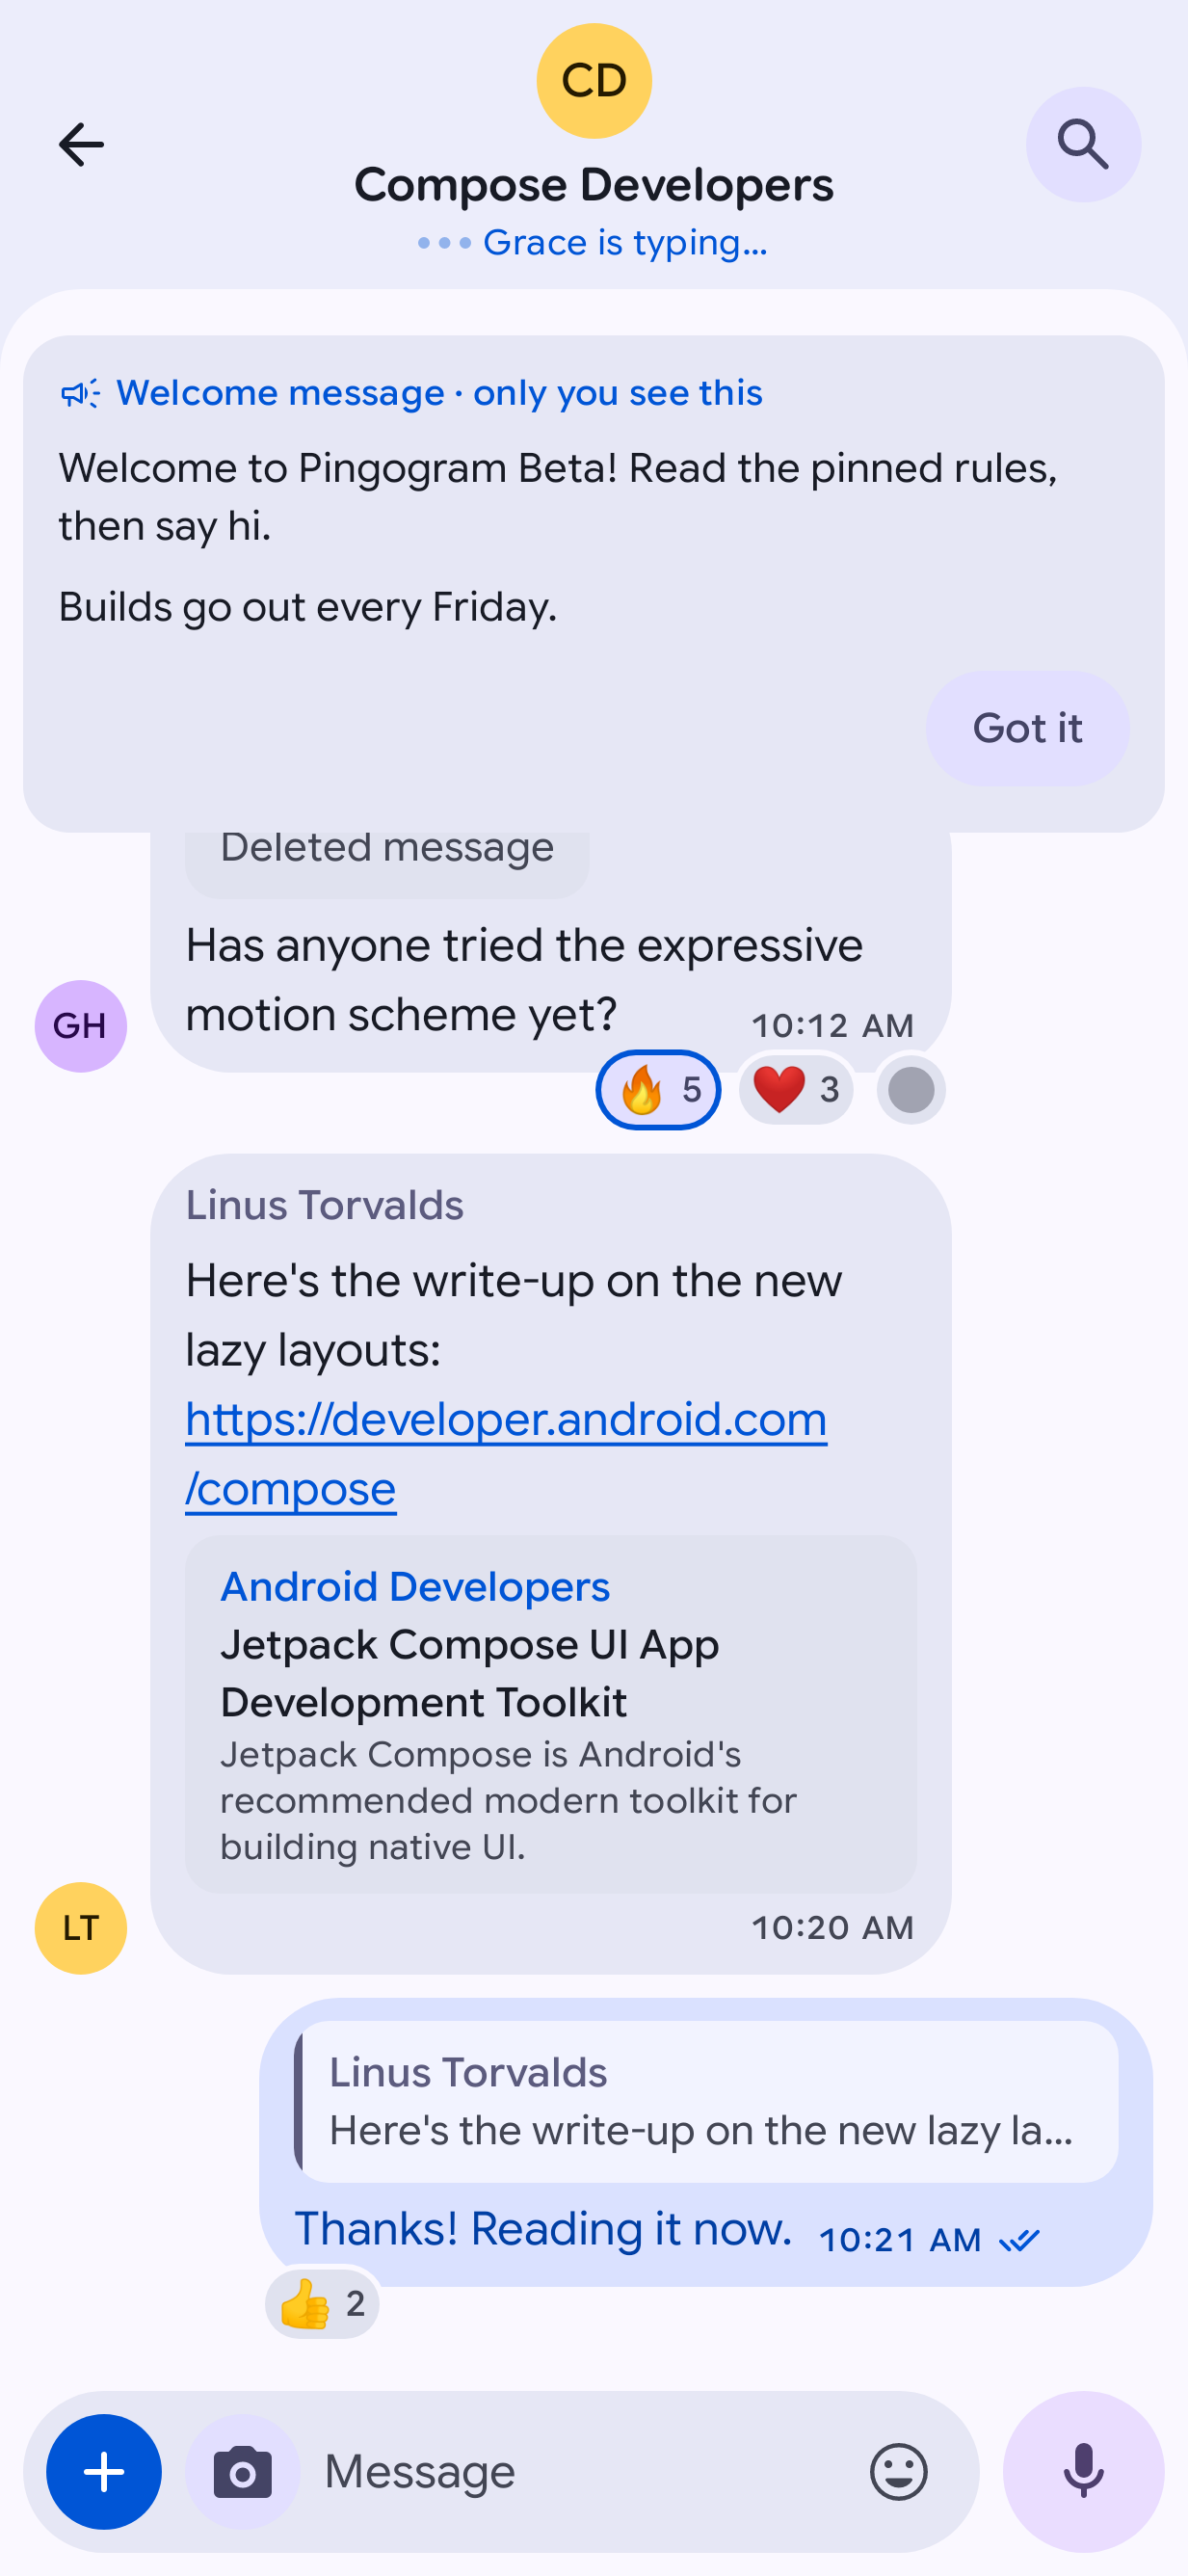 CD
Compose Developers
Grace is typing...
Welcome message · only you see this
Welcome to Pingogram Beta! Read the pinned rules,
then say hi.
Builds go out every Friday.
Got it
Deleted message
Has anyone tried the expressive
motion scheme yet?
10:12 AM
GH
🔥 5
❤️ 3
Linus Torvalds
Here's the write-up on the new
lazy layouts:
https://developer.android.com
/compose
Android Developers
Jetpack Compose UI App
Development Toolkit
Jetpack Compose is Android's
recommended modern toolkit for
building native UI.
LT
10:20 AM
Linus Torvalds
Here's the write-up on the new lazy la...
Thanks! Reading it now. 10:21 AM
👍 2
Message